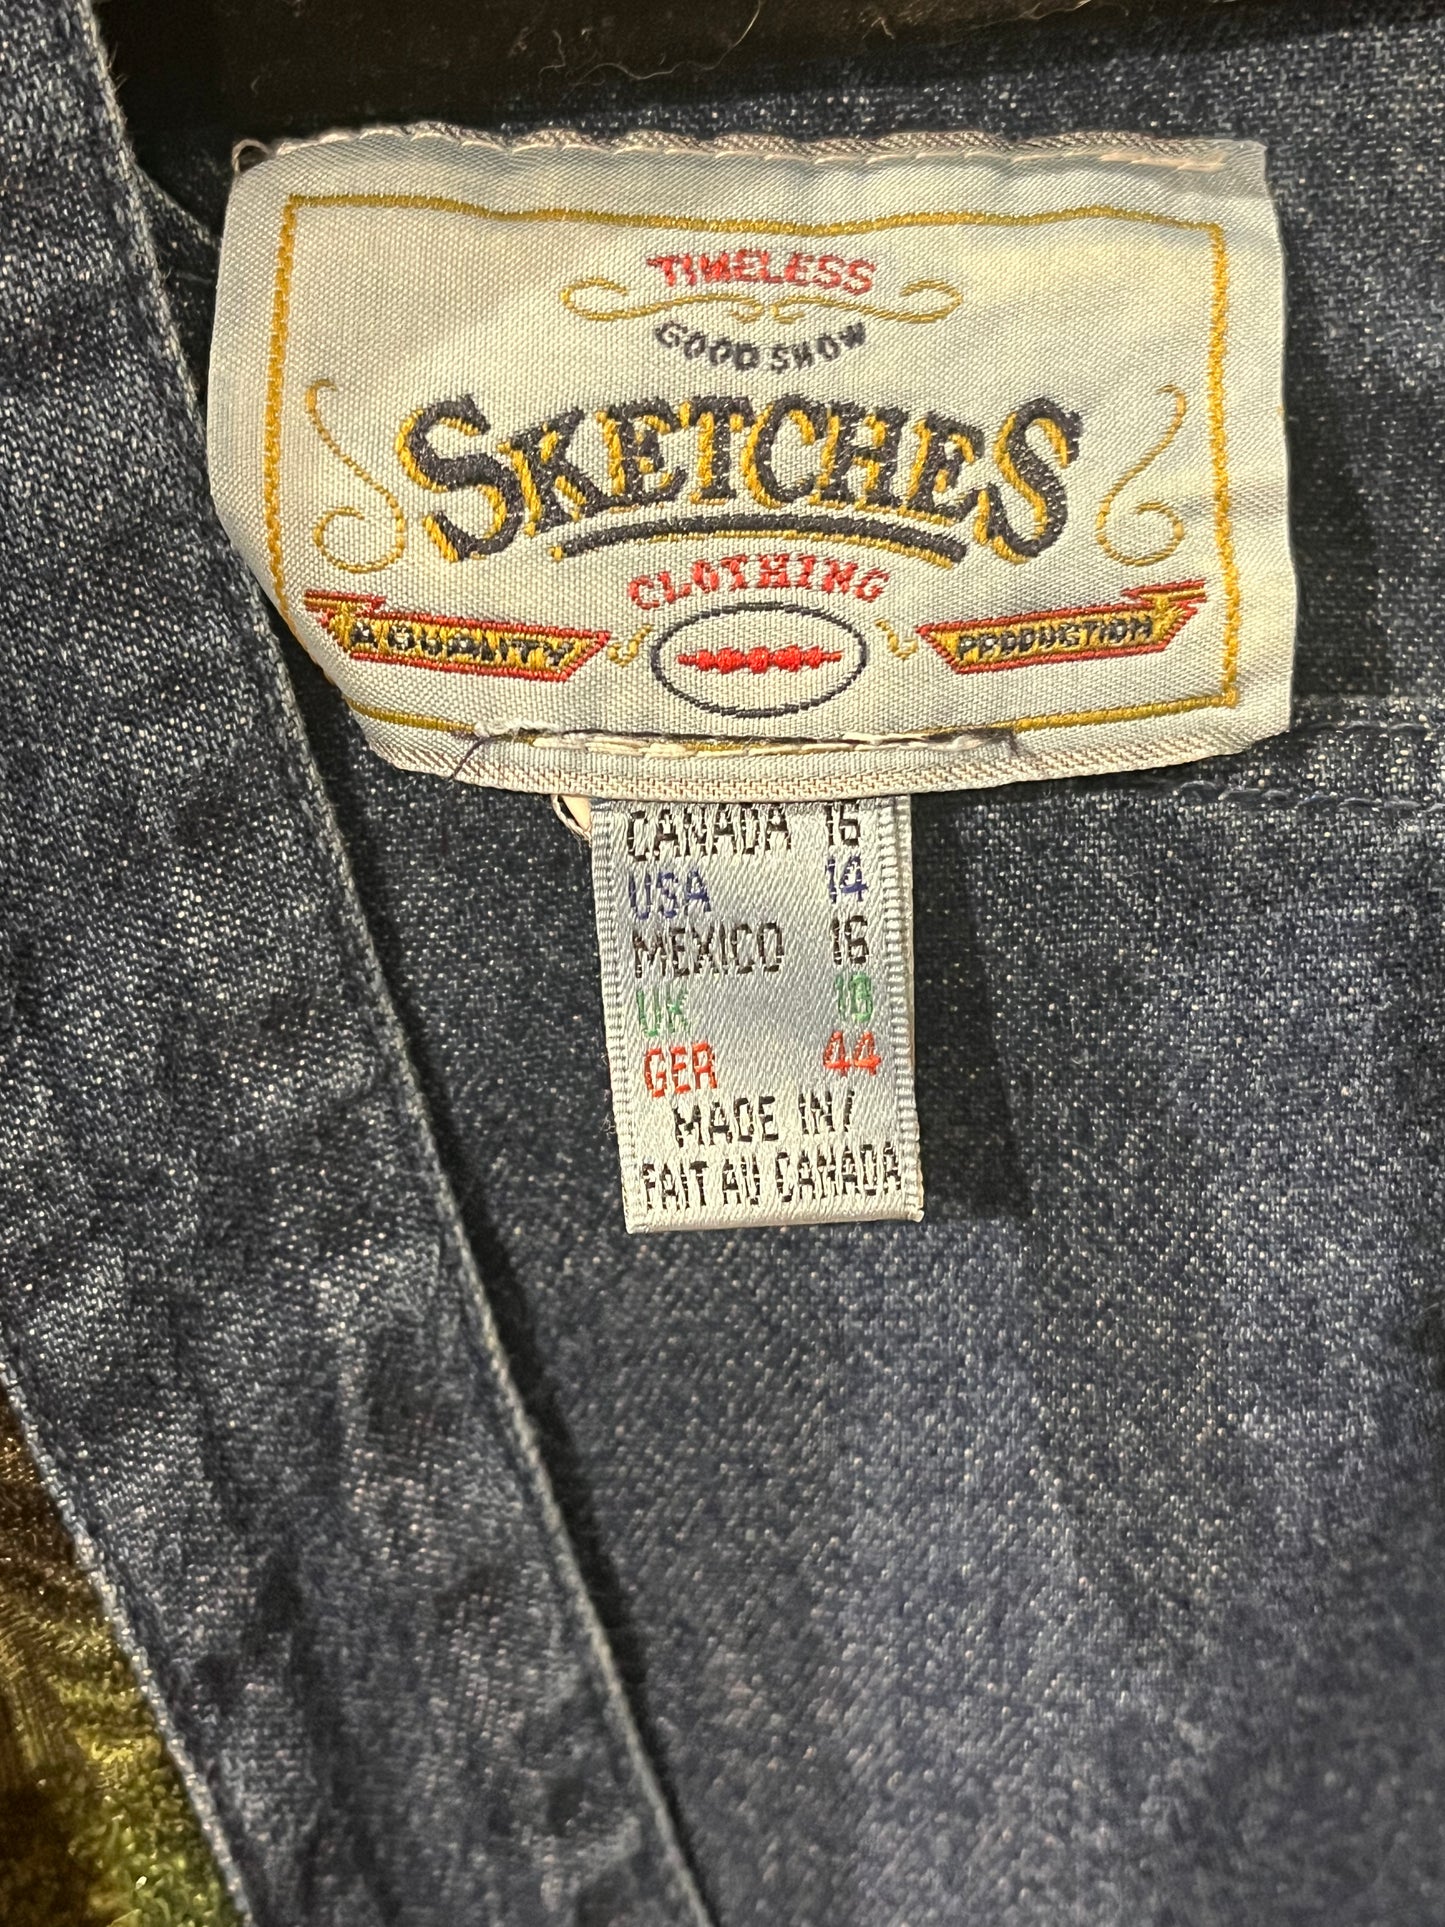 TIMELESS
GOOD SHOW
SKETCHES
CLOTHING
A QUALITY PRODUCTION
CANADA 16
USA 14
MEXICO 16
UK 18
GER 44
MADE IN/
FAIT AU CANADA